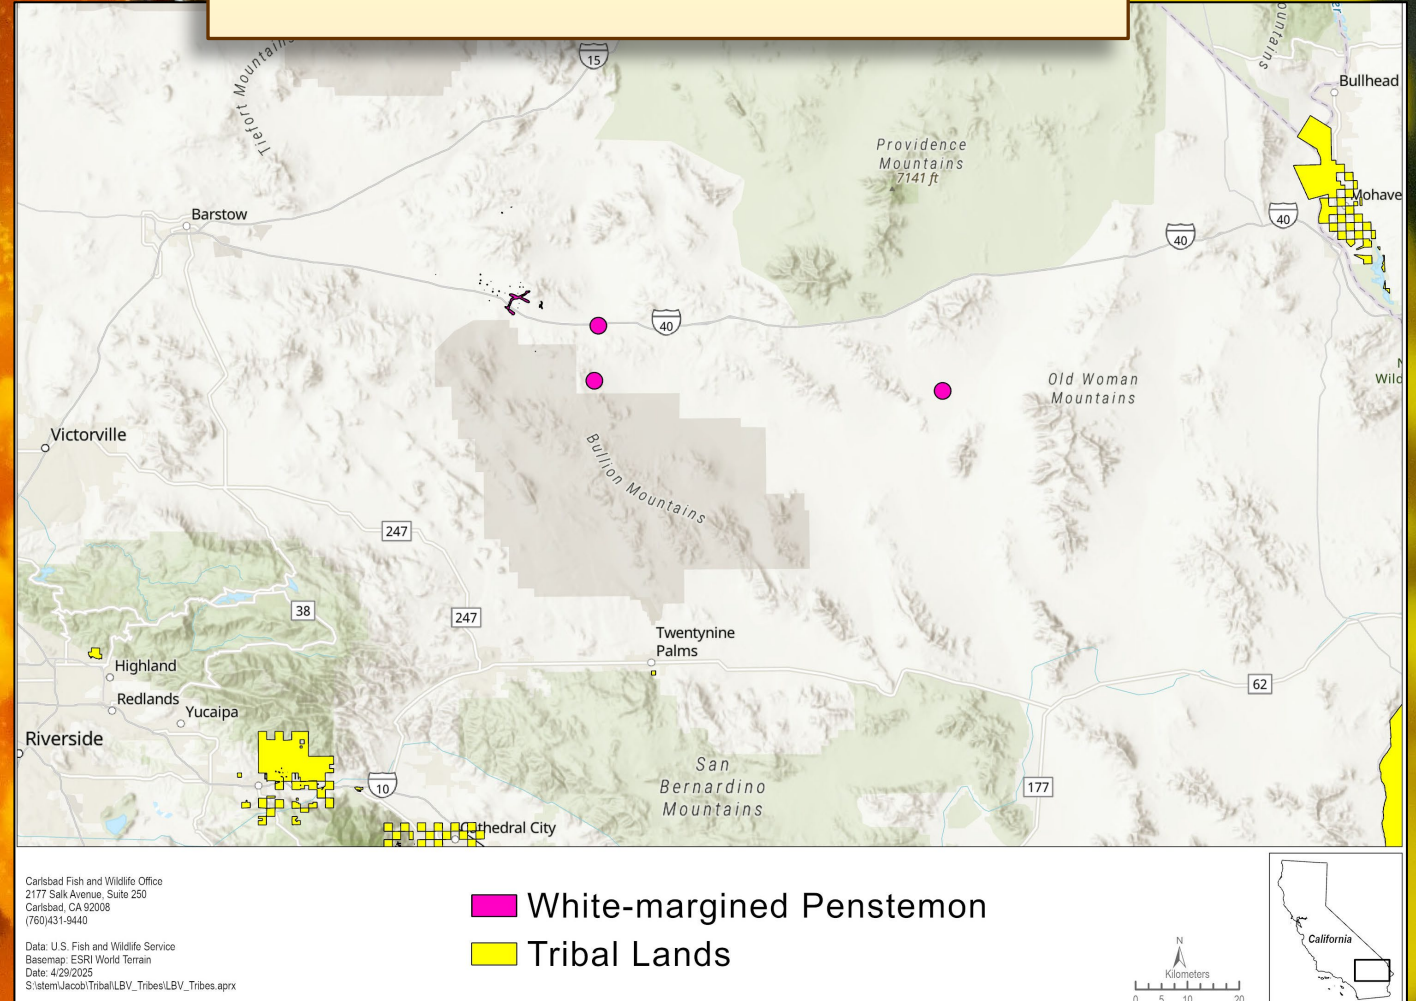 Tiefort Mountains
15
ountains
er
Bullhead
Providence
Mountains
7141 ft
Mohave
Barstow
40
40
40
Old Woman
Mountains
N
Wild
Victorville
Bullion Mountains
247
38
247
Twentynine
Palms
Highland
Redlands
Yucaipa
62
Riverside
San
Bernardino
Mountains
10
177
Cathedral City
Carlsbad Fish and Wildlife Office
2177 Salk Avenue, Suite 250
Carlsbad, CA 92008
(760)431-9440
Data: U.S. Fish and Wildlife Service
Basemap: ESRI World Terrain
Date: 4/29/2025
S:\stem\Jacob\Tribal\LBV_Tribes\LBV_Tribes.aprx
White-margined Penstemon
Tribal Lands
N
Kilometers
0 5 10 20
California